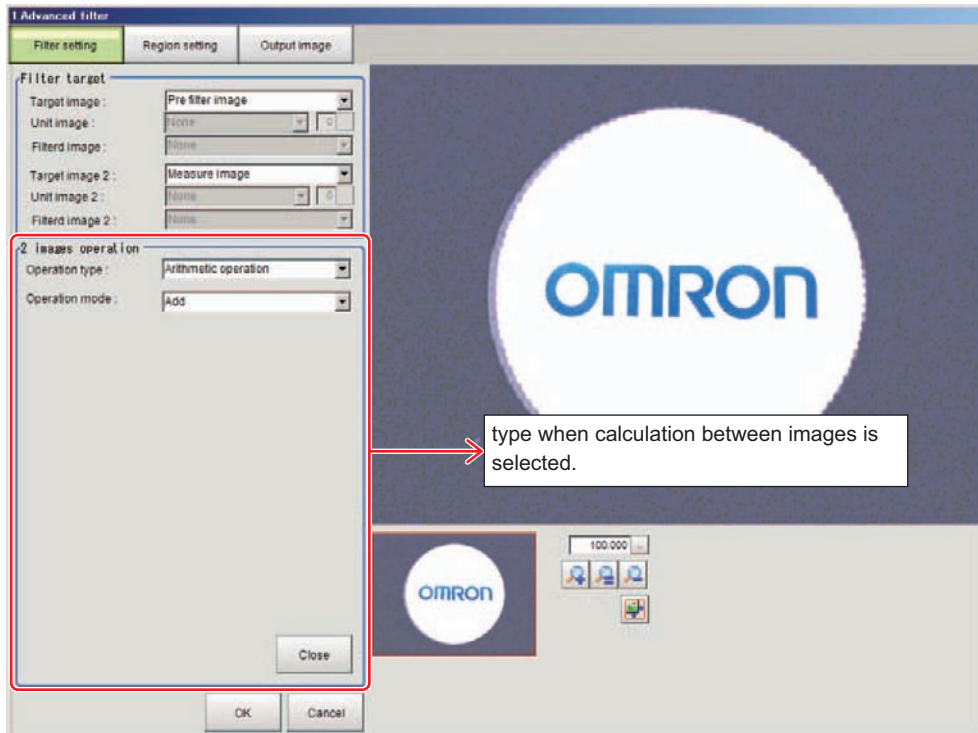 1.Advanced filter
Filter setting
Region setting
Output image
Filter target
Target image :
Pre filter image
Unit image :
None
0
Filterd image :
None
Target image 2 :
Measure image
Unit image 2 :
None
0
Filterd image 2 :
None
2 images operation
Operation type :
Arithmetic operation
Operation mode :
Add
Close
OK
Cancel
OMRON
type when calculation between images is
selected.
OMRON
100.000
..